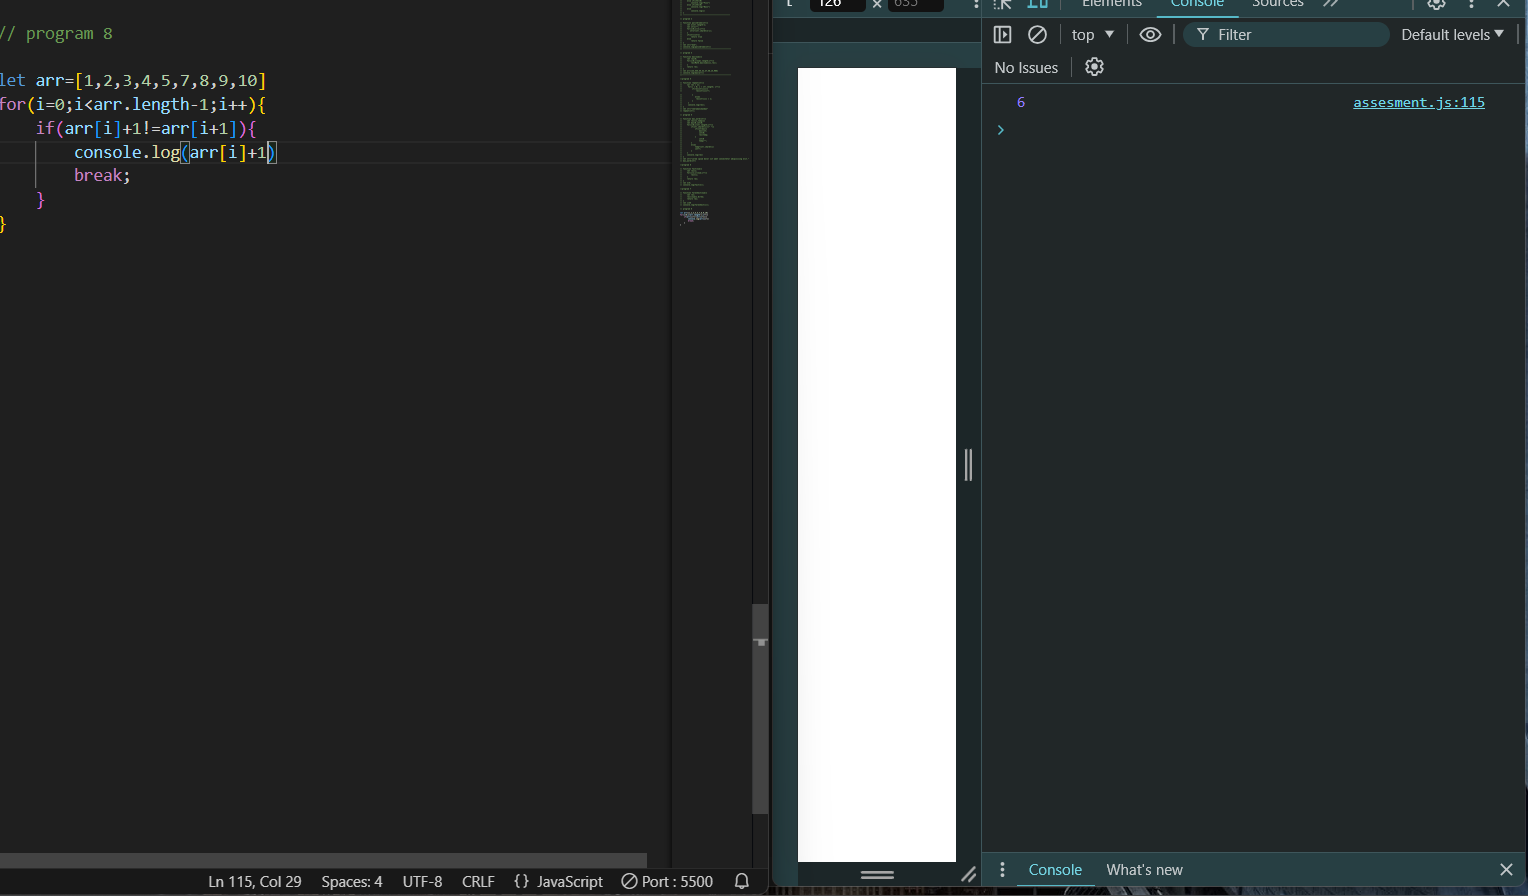 // program 8
let arr=[1,2,3,4,5,7,8,9,10]
for(i=0;i<arr.length-1;i++){
if(arr[i]+1!=arr[i+1]){
console.log(arr[i]+1)
break;
}
}
Ln 115, Col 29 Spaces: 4 UTF-8 CRLF {} JavaScript Port : 5500
126 × 635
Elements Console Sources
top Filter Default levels
No Issues
6 assesment.js:115
Console What's new